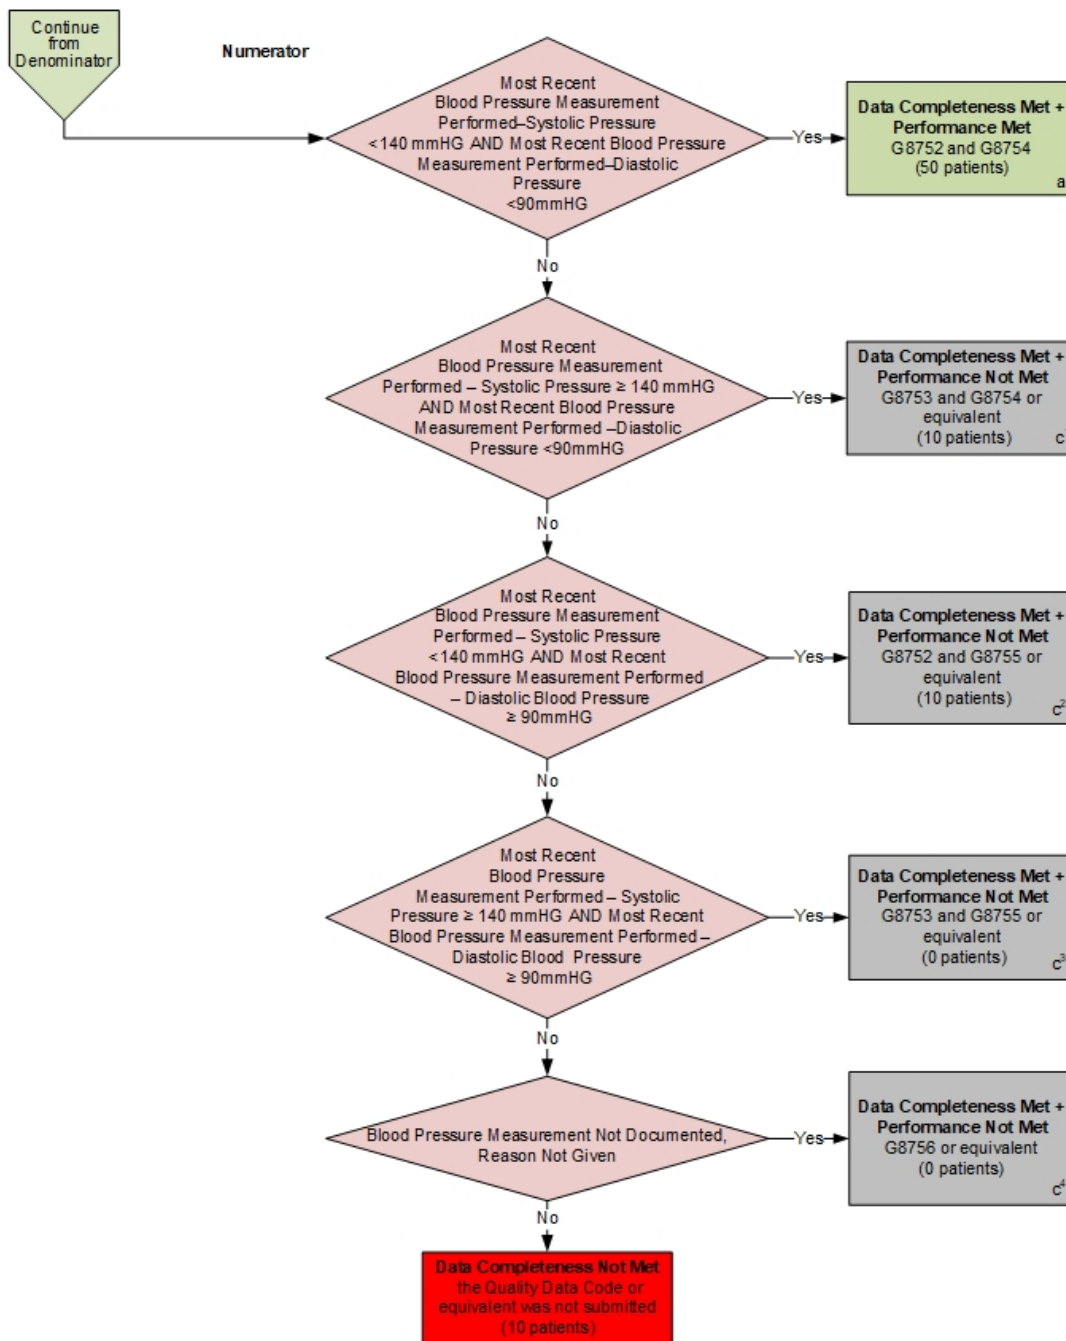 Continue
from
Denominator
Numerator
Most Recent
Blood Pressure Measurement
Performed–Systolic Pressure
<140 mmHG AND Most Recent Blood Pressure
Measurement Performed–Diastolic
Pressure
<90mmHG
Yes
Data Completeness Met +
Performance Met
G8752 and G8754
(50 patients)
a
No
Most Recent
Blood Pressure Measurement
Performed – Systolic Pressure ≥ 140 mmHG
AND Most Recent Blood Pressure
Measurement Performed –Diastolic
Pressure <90mmHG
Yes
Data Completeness Met +
Performance Not Met
G8753 and G8754 or
equivalent
(10 patients)
c
No
Most Recent
Blood Pressure Measurement
Performed – Systolic Pressure
<140 mmHG AND Most Recent
Blood Pressure Measurement Performed
– Diastolic Blood Pressure
≥ 90mmHG
Yes
Data Completeness Met +
Performance Not Met
G8752 and G8755 or
equivalent
(10 patients)
c²
No
Most Recent
Blood Pressure
Measurement Performed – Systolic
Pressure ≥ 140 mmHG AND Most Recent
Blood Pressure Measurement Performed –
Diastolic Blood Pressure
≥ 90mmHG
Yes
Data Completeness Met +
Performance Not Met
G8753 and G8755 or
equivalent
(0 patients)
c³
No
Blood Pressure Measurement Not Documented,
Reason Not Given
Yes
Data Completeness Met +
Performance Not Met
G8756 or equivalent
(0 patients)
c⁴
No
Data Completeness Not Met
the Quality Data Code or
equivalent was not submitted
(10 patients)